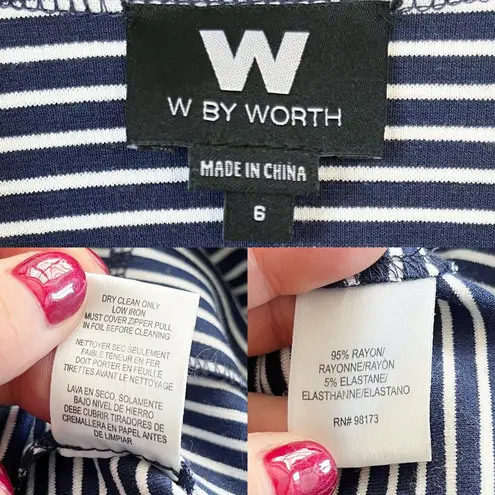 W
W BY WORTH
MADE IN CHINA
6
DRY CLEAN ONLY
LOW IRON
MUST COVER ZIPPER PULL
IN FOIL BEFORE CLEANING
NETTOYER SEC SEULEMENT
FAIBLE TENEUR EN FER.
DOIT PORTER EN FEUILLE
TIRETTES AVANT LE NETTOYAGE
LAVA EN SECO, SOLAMENTE
BAJO NIVEL DE HIERRO
DEBE CUBRIR TIRADORES DE
CREMALLERA EN PAPEL ANTES
DE LIMPIAR
95% RAYON/
RAYONNE/RAYÓN
5% ELASTANE/
ELASTHANNE/ELASTANO
RN# 98173